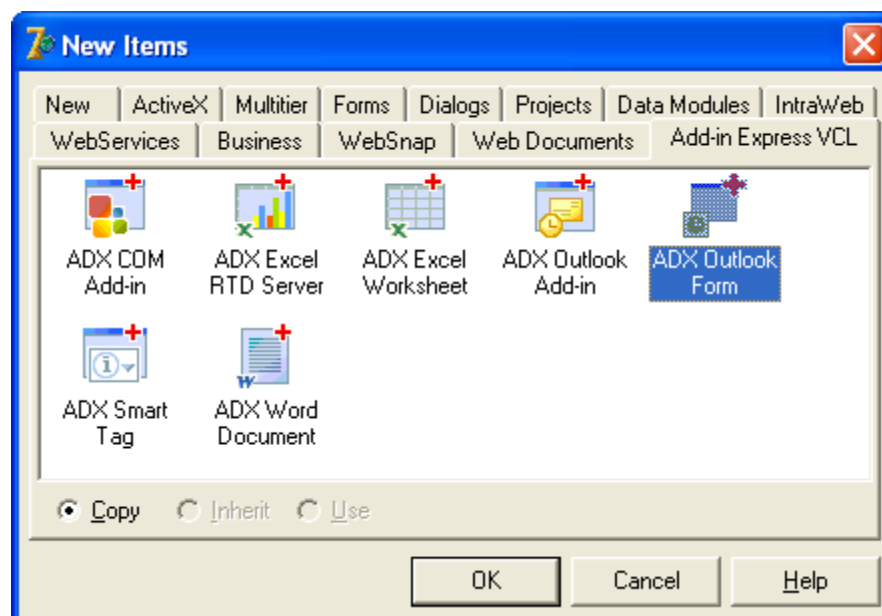 New Items
New ActiveX Multitier Forms Dialogs Projects Data Modules IntraWeb
WebServices Business WebSnap Web Documents Add-in Express VCL
ADX COM Add-in
ADX Excel RTD Server
ADX Excel Worksheet
ADX Outlook Add-in
ADX Outlook Form
ADX Smart Tag
ADX Word Document
Copy Inherit Use
OK Cancel Help